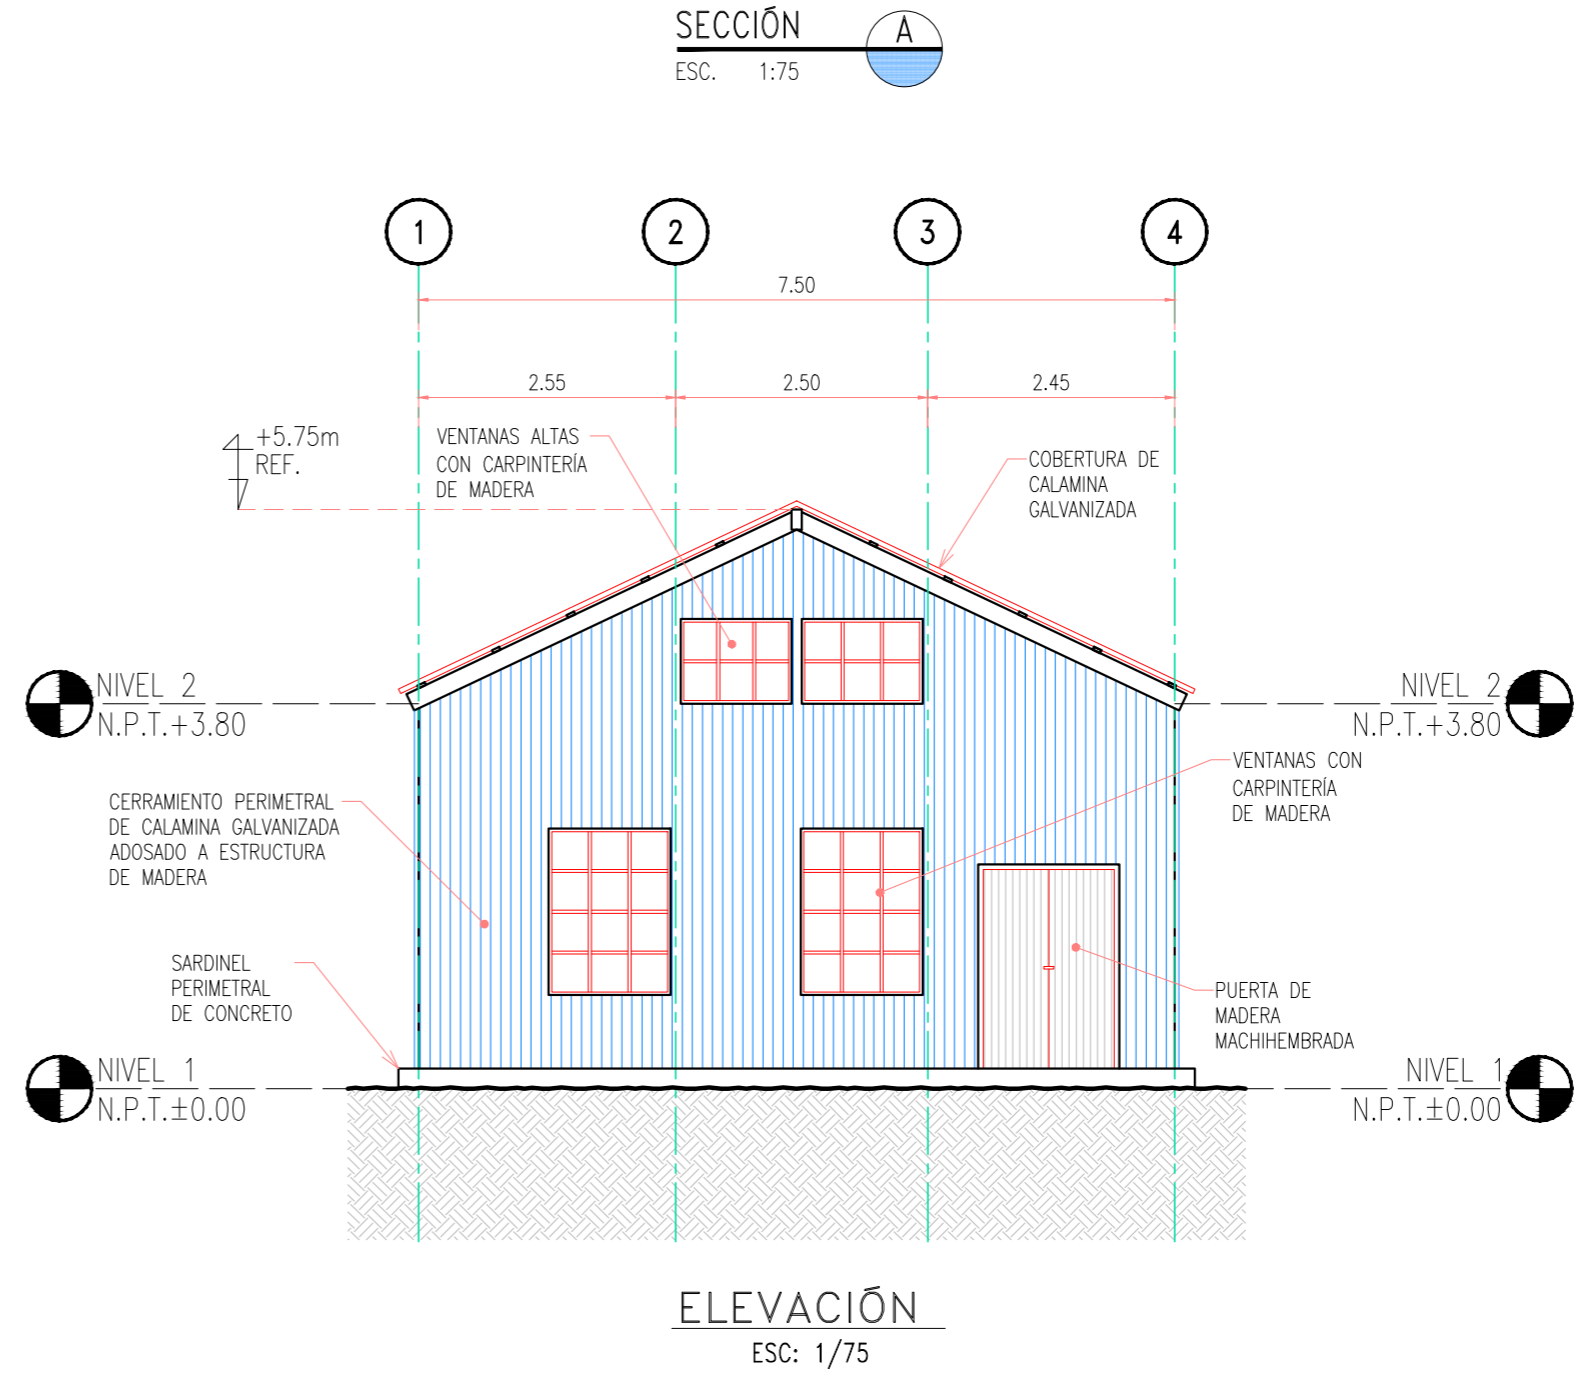 SECCIÓN
A
ESC. 1:75
1
2
3
4
7.50
2.55
2.50
2.45
+5.75m
REF.
VENTANAS ALTAS
CON CARPINTERÍA
DE MADERA
COBERTURA DE
CALAMINA
GALVANIZADA
NIVEL 2
N.P.T.+3.80
NIVEL 2
N.P.T.+3.80
VENTANAS CON
CARPINTERÍA
DE MADERA
CERRAMIENTO PERIMETRAL
DE CALAMINA GALVANIZADA
ADOSADO A ESTRUCTURA
DE MADERA
SARDINEL
PERIMETRAL
DE CONCRETO
PUERTA DE
MADERA
MACHIHEMBRADA
NIVEL 1
N.P.T.±0.00
NIVEL 1
N.P.T.±0.00
ELEVACIÓN
ESC: 1/75